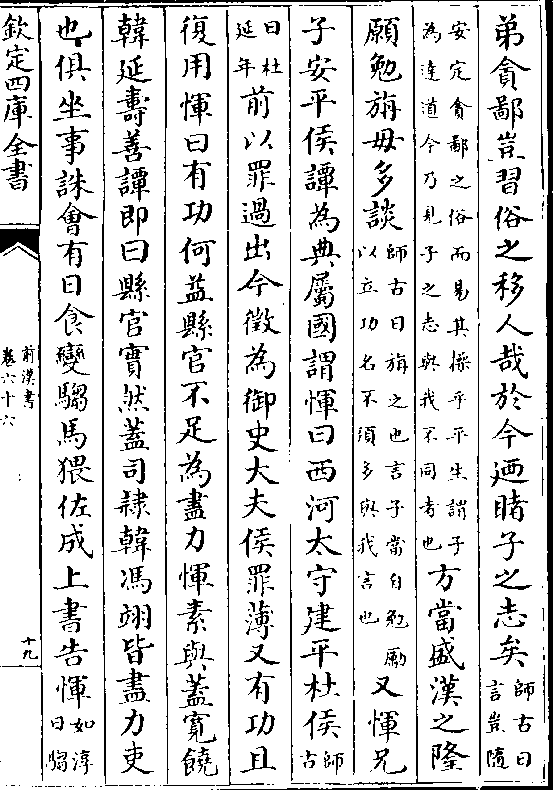 弟貪鄙豈習俗之移人哉於今迺睹子之志矣師古曰言豈隨
安定貪鄙之俗而易其操乎平生謂子為達道今乃見子之志與我不同者也方當盛漢之隆
願勉旃毋多談師古曰旃之也言子當自勉厲以立功名不須多與我言也又惲兄
子安平侯譚為典屬國謂惲曰西河太守建平杜侯師古
曰杜延年前以罪過出今徵為御史大夫侯罪薄又有功且
復用惲曰有功何益縣官不足為盡力惲素與蓋寬饒
韓延壽善譚即曰縣官實然蓋司隸韓馮翊皆盡力吏
也俱坐事誅會有日食變騶馬猥佐成上書告惲如淳曰騶
欽定四庫全書
前漢書
卷六十六
十九